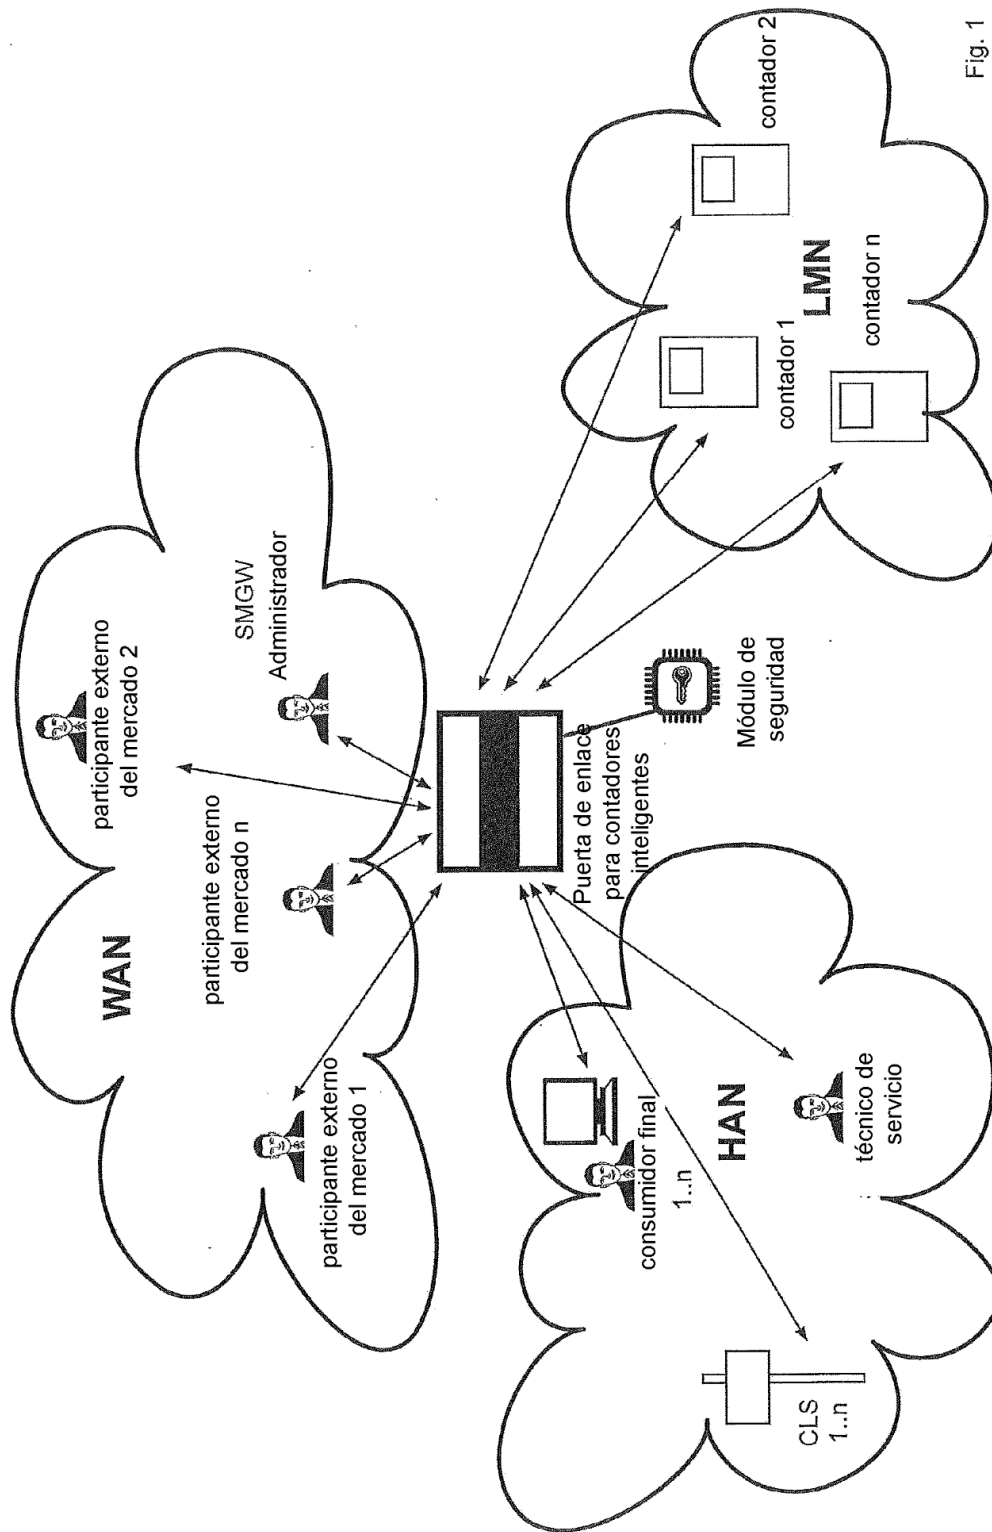 WAN
participante externo
del mercado 1
participante externo
del mercado n
participante externo
del mercado 2
SMGW
Administrador
Puerta de enlace
para contadores
inteligentes
Módulo de
seguridad
CLS
1..n
consumidor final
1..n
HAN
técnico de
servicio
contador 1
contador 2
LMN
contador n
Fig. 1